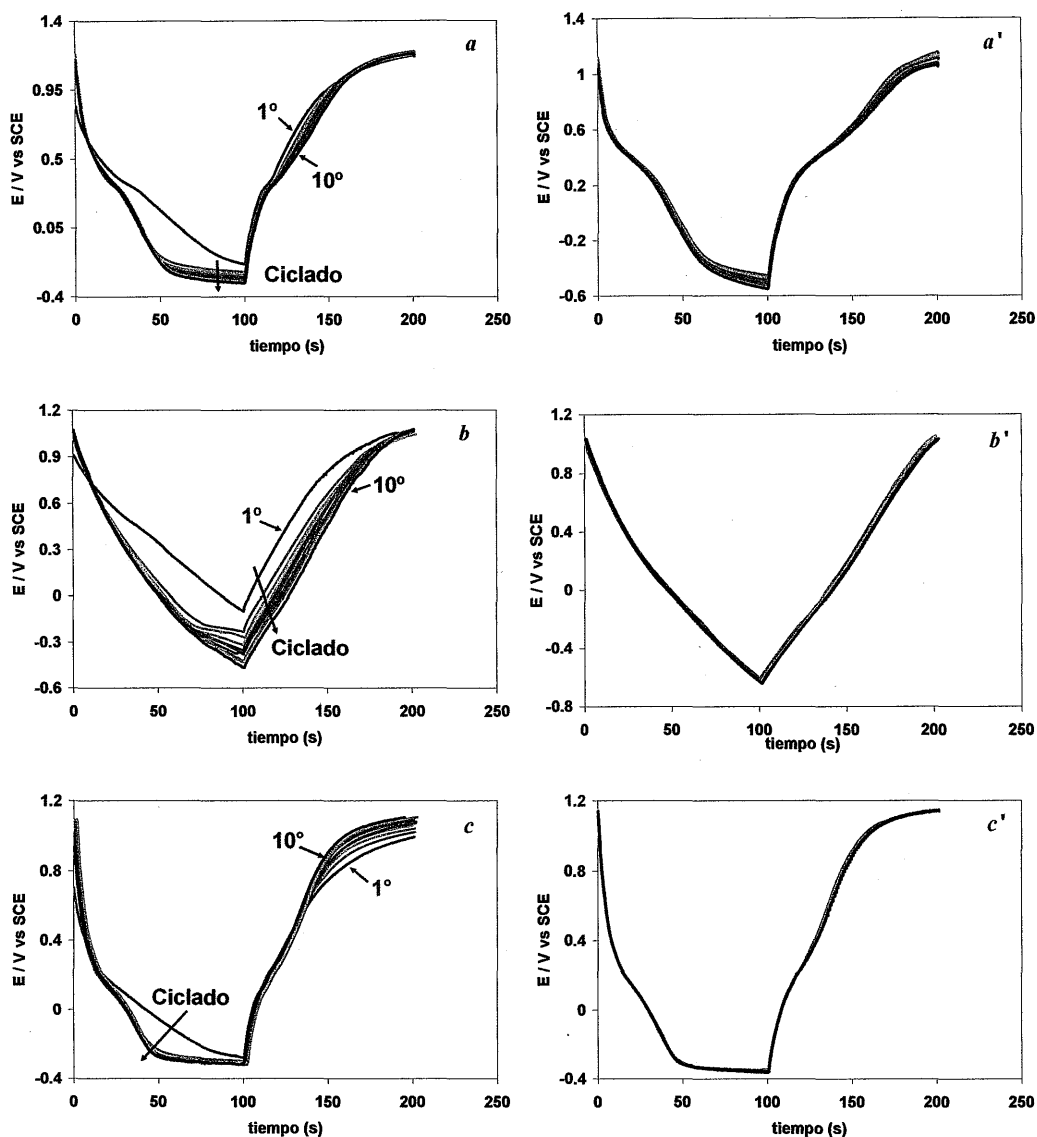 a
1.4
0.95
0.5
0.05
-0.4
E / V vs SCE
1º
10º
Ciclado
0 50 100 150 200 250
tiempo (s)
a'
1.4
1
0.6
0.2
-0.2
-0.6
E / V vs SCE
0 50 100 150 200 250
tiempo (s)
b
1.2
0.9
0.6
0.3
0
-0.3
-0.6
E / V vs SCE
1º
10º
Ciclado
0 50 100 150 200 250
tiempo (s)
b'
1.2
0.8
0.4
0
-0.4
-0.8
E / V vs SCE
0 50 100 150 200 250
tiempo (s)
c
1.2
0.8
0.4
0
-0.4
E / V vs SCE
10º
1º
Ciclado
0 50 100 150 200 250
tiempo (s)
c'
1.2
0.8
0.4
0
-0.4
E / V vs SCE
0 50 100 150 200 250
tiempo (s)